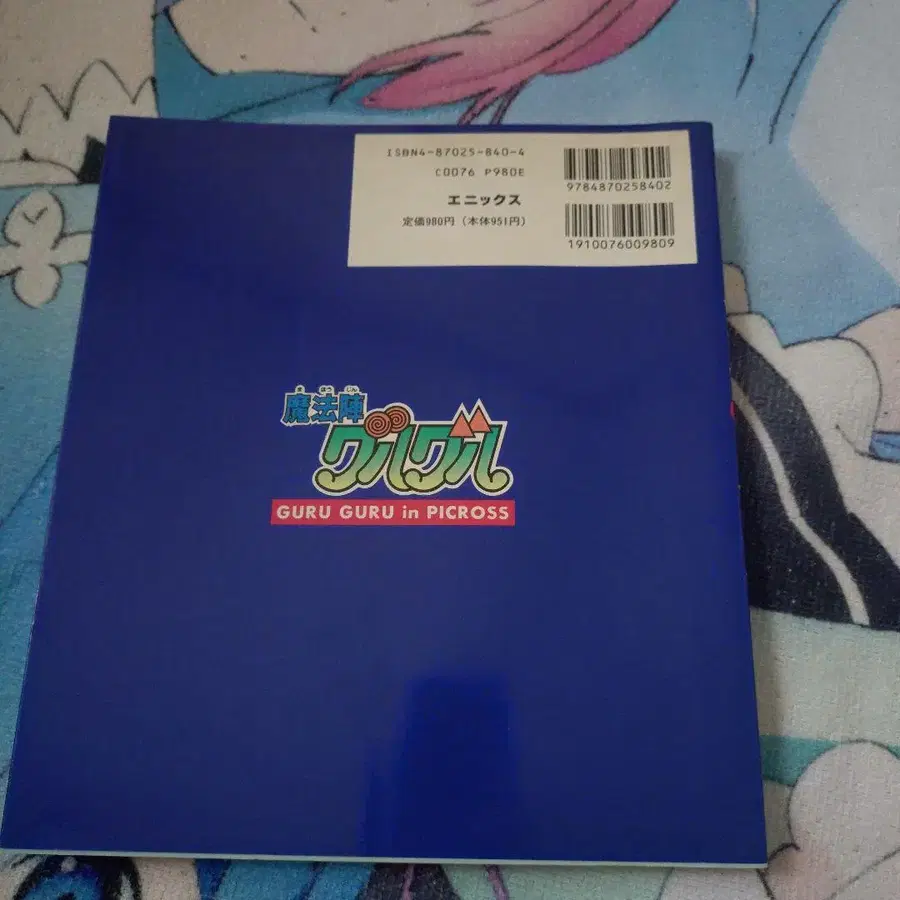 ISBN4-87025-840-4
C0076 P980E
エニックス
定価980円（本体951円）
9784870258402
1910076009809
魔法陣
グルグル
GURU GURU in PICROSS